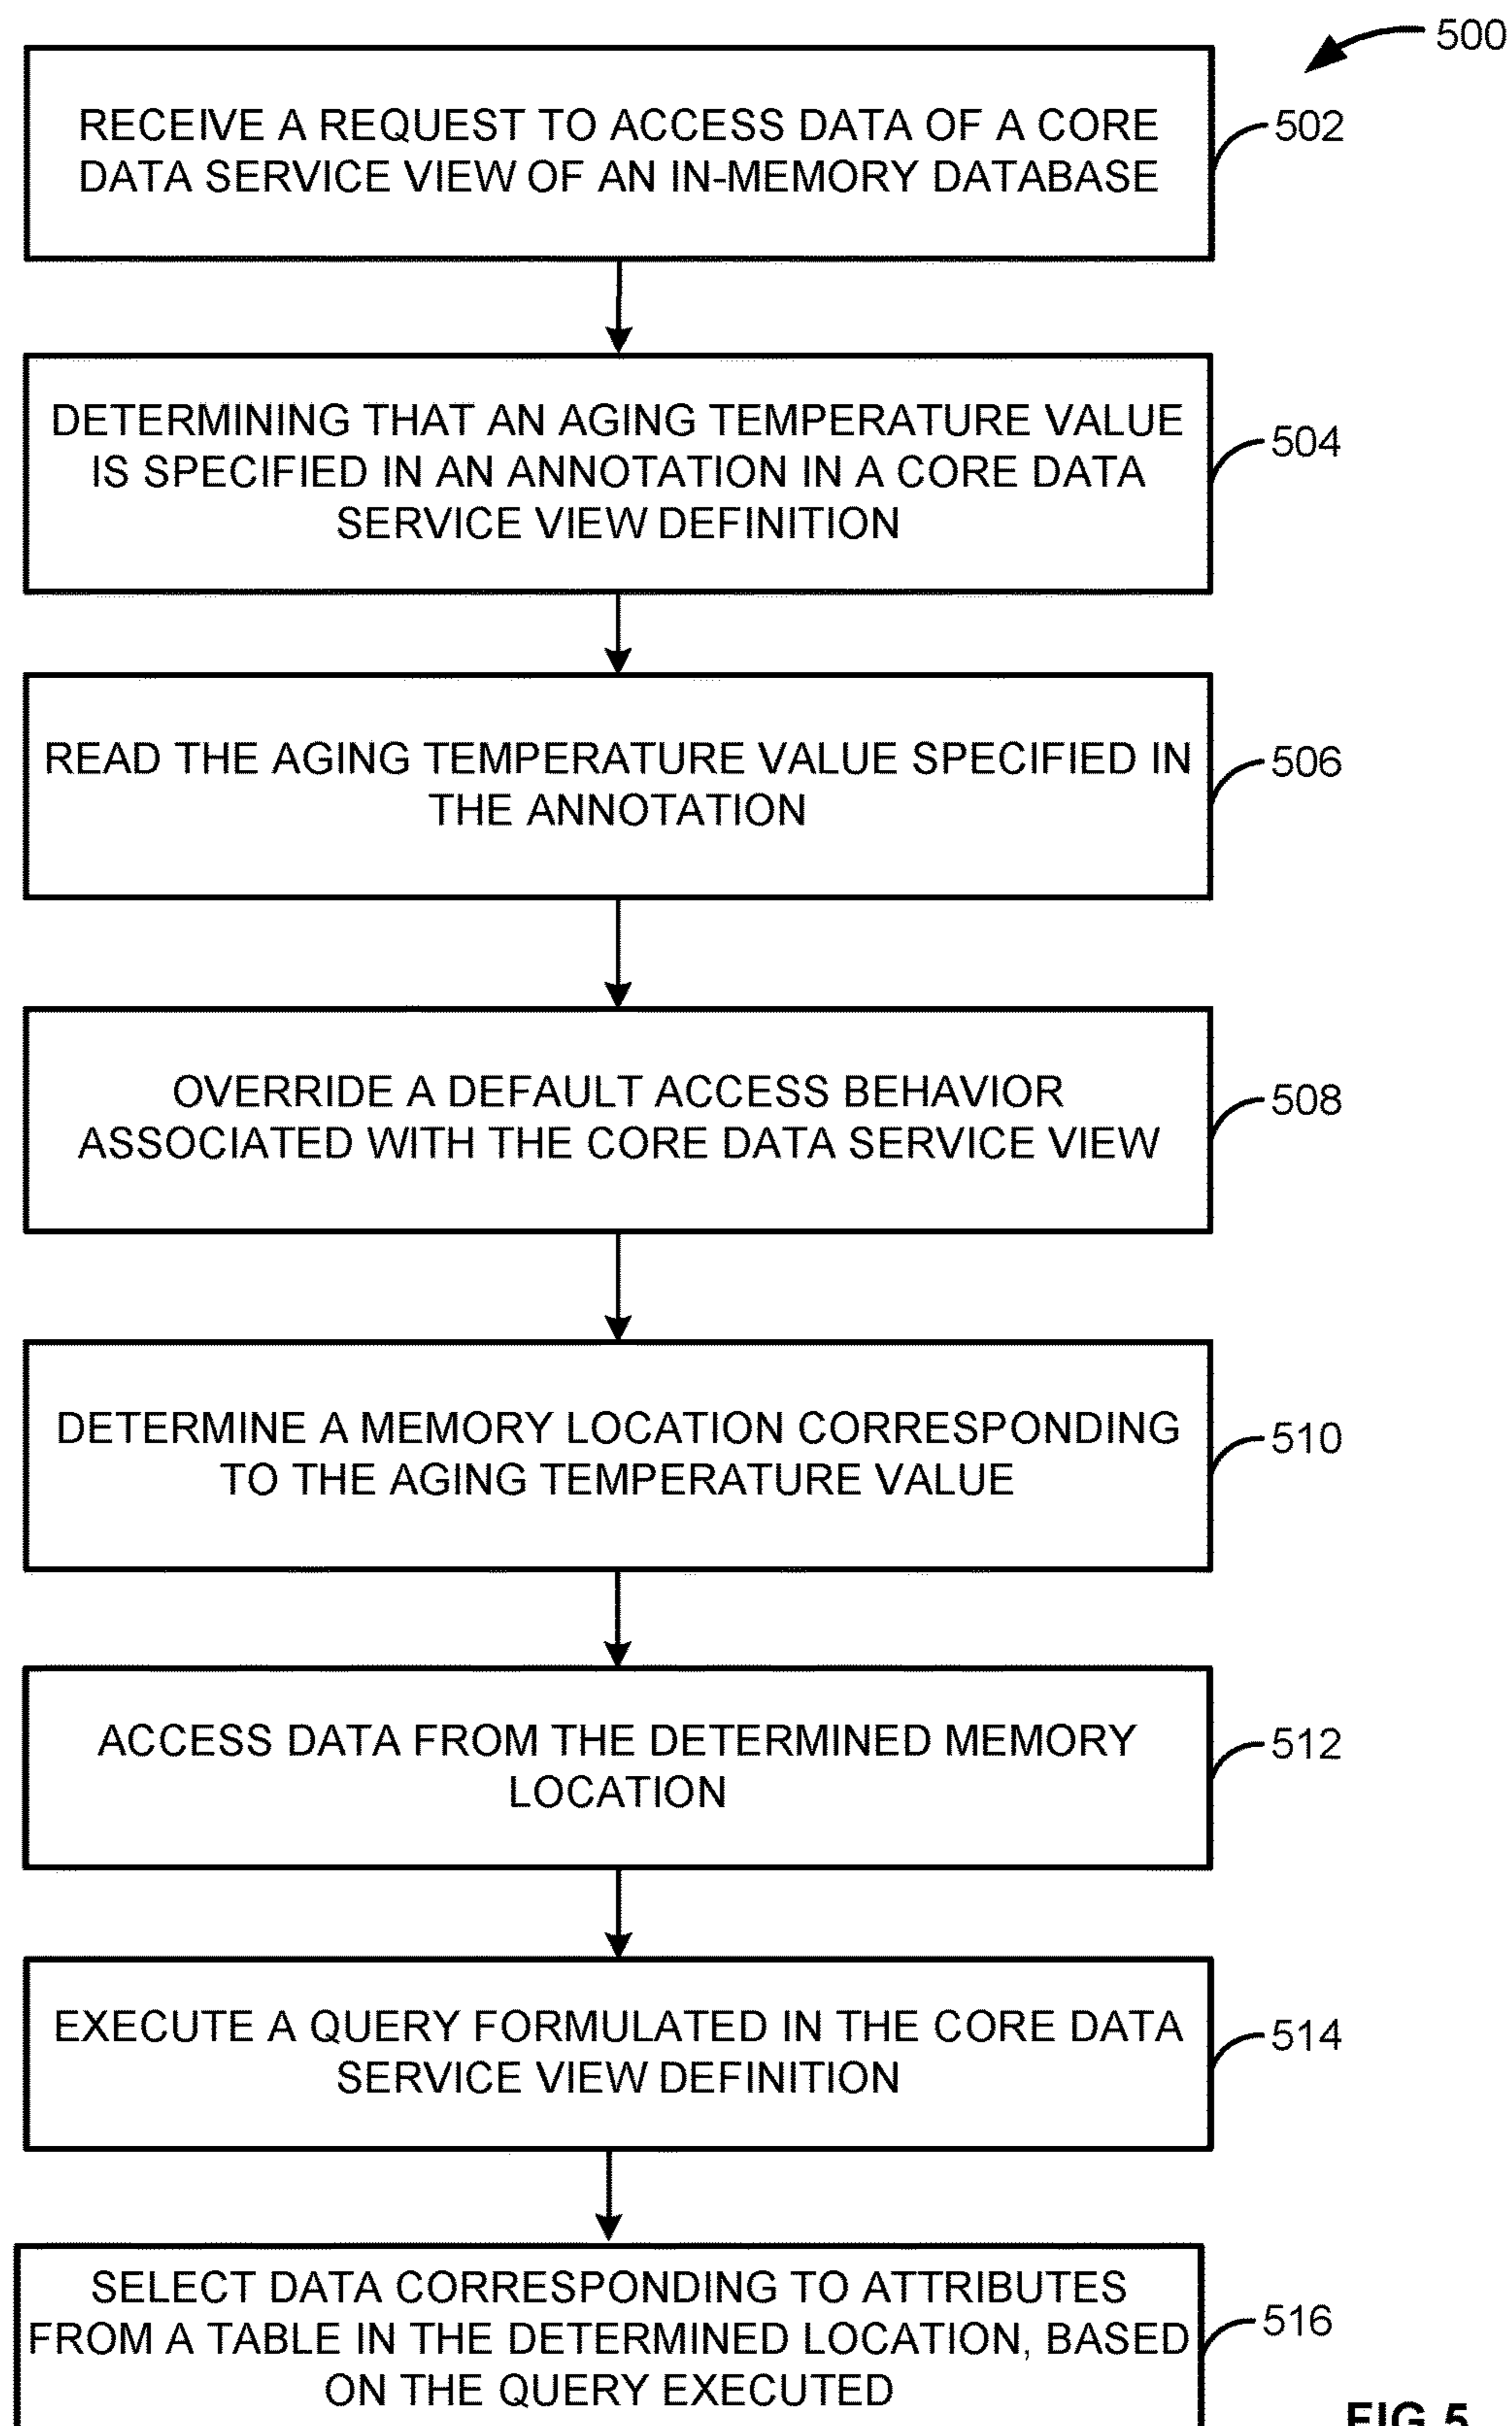 500
RECEIVE A REQUEST TO ACCESS DATA OF A CORE
DATA SERVICE VIEW OF AN IN-MEMORY DATABASE
502
DETERMINING THAT AN AGING TEMPERATURE VALUE
IS SPECIFIED IN AN ANNOTATION IN A CORE DATA
SERVICE VIEW DEFINITION
504
READ THE AGING TEMPERATURE VALUE SPECIFIED IN
THE ANNOTATION
506
OVERRIDE A DEFAULT ACCESS BEHAVIOR
ASSOCIATED WITH THE CORE DATA SERVICE VIEW
508
DETERMINE A MEMORY LOCATION CORRESPONDING
TO THE AGING TEMPERATURE VALUE
510
ACCESS DATA FROM THE DETERMINED MEMORY
LOCATION
512
EXECUTE A QUERY FORMULATED IN THE CORE DATA
SERVICE VIEW DEFINITION
514
SELECT DATA CORRESPONDING TO ATTRIBUTES
FROM A TABLE IN THE DETERMINED LOCATION, BASED
ON THE QUERY EXECUTED
516
FIG 5